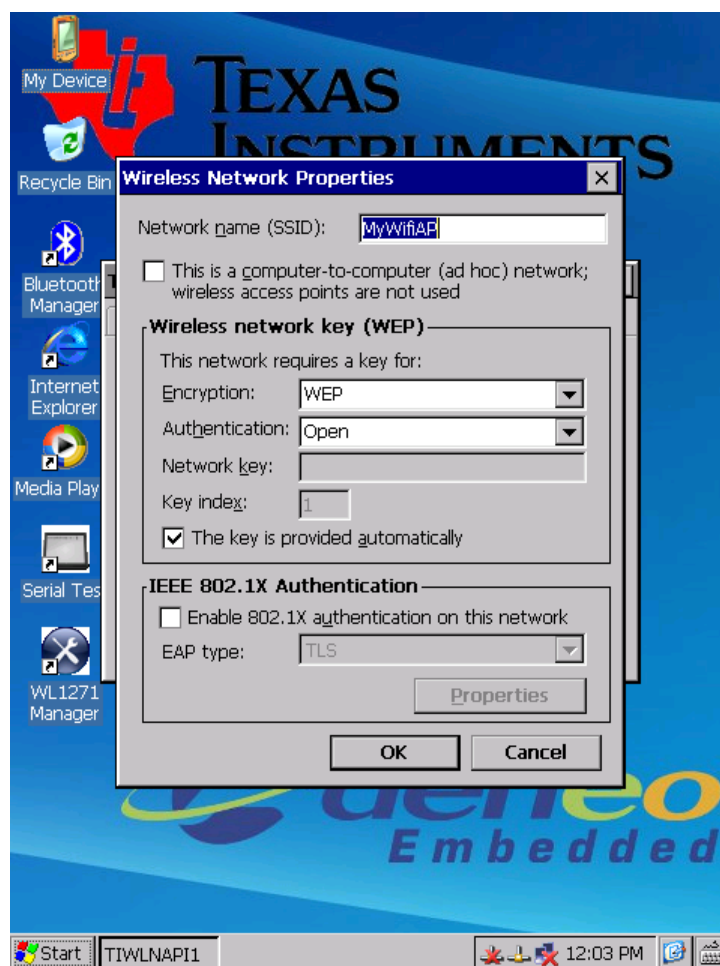 My Device
TEXAS
INSTRUMENTS
Recycle Bin
Wireless Network Properties
Network name (SSID): MyWifiAP
This is a computer-to-computer (ad hoc) network;
wireless access points are not used
Bluetooth
Manager
Wireless network key (WEP)
This network requires a key for:
Internet
Explorer
Encryption: WEP
Authentication: Open
Network key:
Media Play
Key index: 1
The key is provided automatically
Serial Tes
IEEE 802.1X Authentication
Enable 802.1X authentication on this network
EAP type: TLS
WL1271
Manager
Properties
OK Cancel
Embedded
Start TIWLNAPI1 12:03 PM